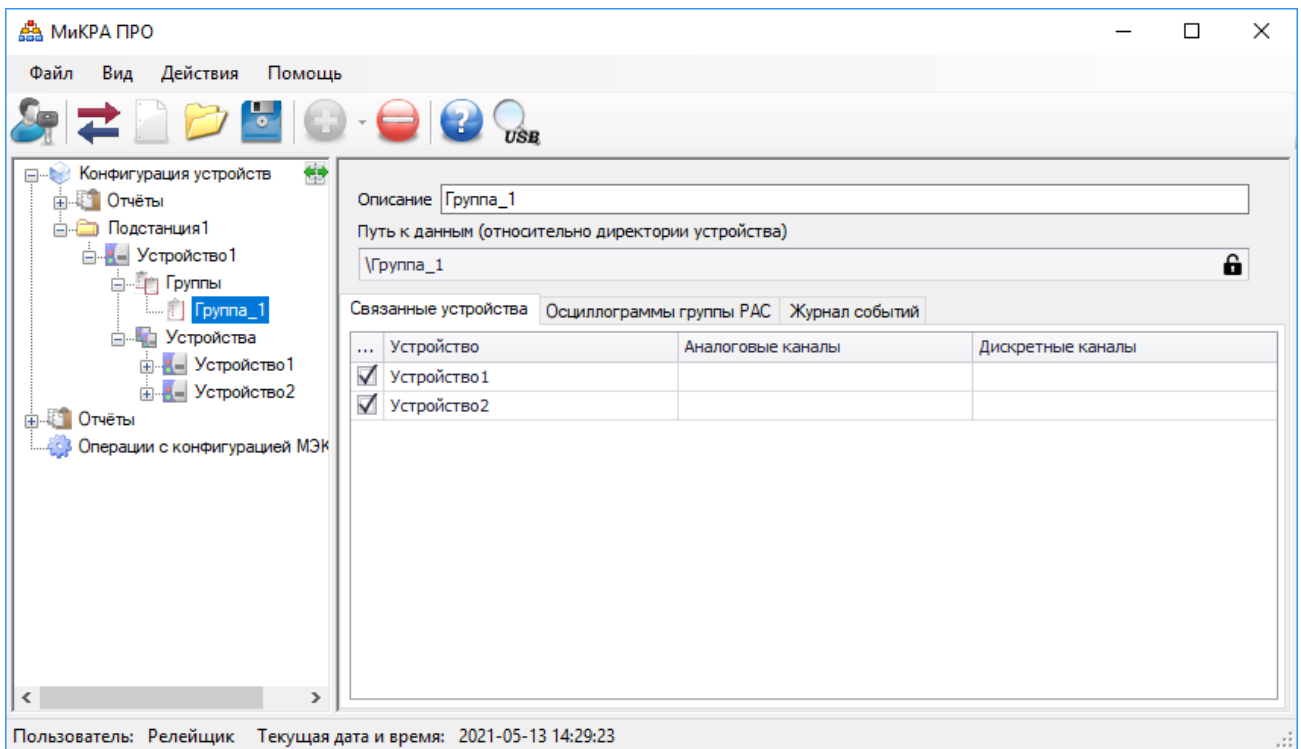 МиКРА ПРО
Файл Вид Действия Помощь
USB
Конфигурация устройств
Отчёты
Подстанция1
Устройство1
Группы
Группа_1
Устройства
Устройство1
Устройство2
Отчёты
Операции с конфигурацией МЭК
Описание Группа_1
Путь к данным (относительно директории устройства)
\Группа_1
Связанные устройства Осциллограммы группы РАС Журнал событий
... Устройство Аналоговые каналы Дискретные каналы
Устройство1
Устройство2
Пользователь: Релейщик Текущая дата и время: 2021-05-13 14:29:23